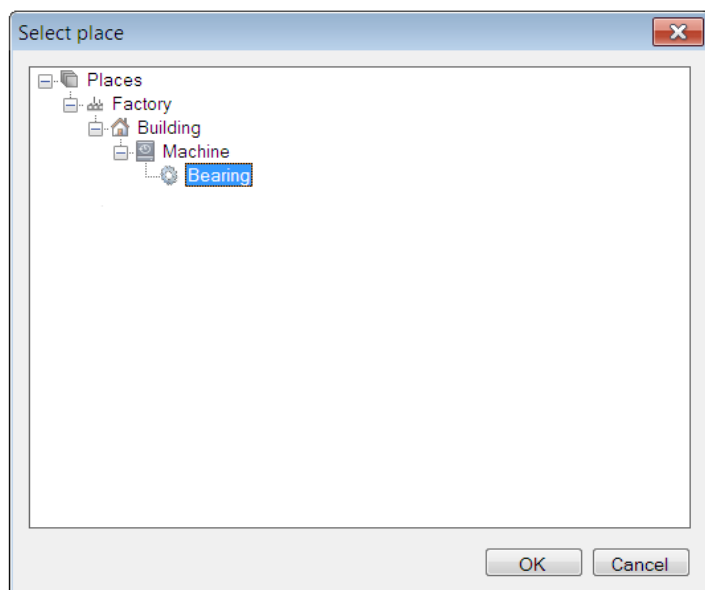 Select place
Places
Factory
Building
Machine
Bearing
OK Cancel